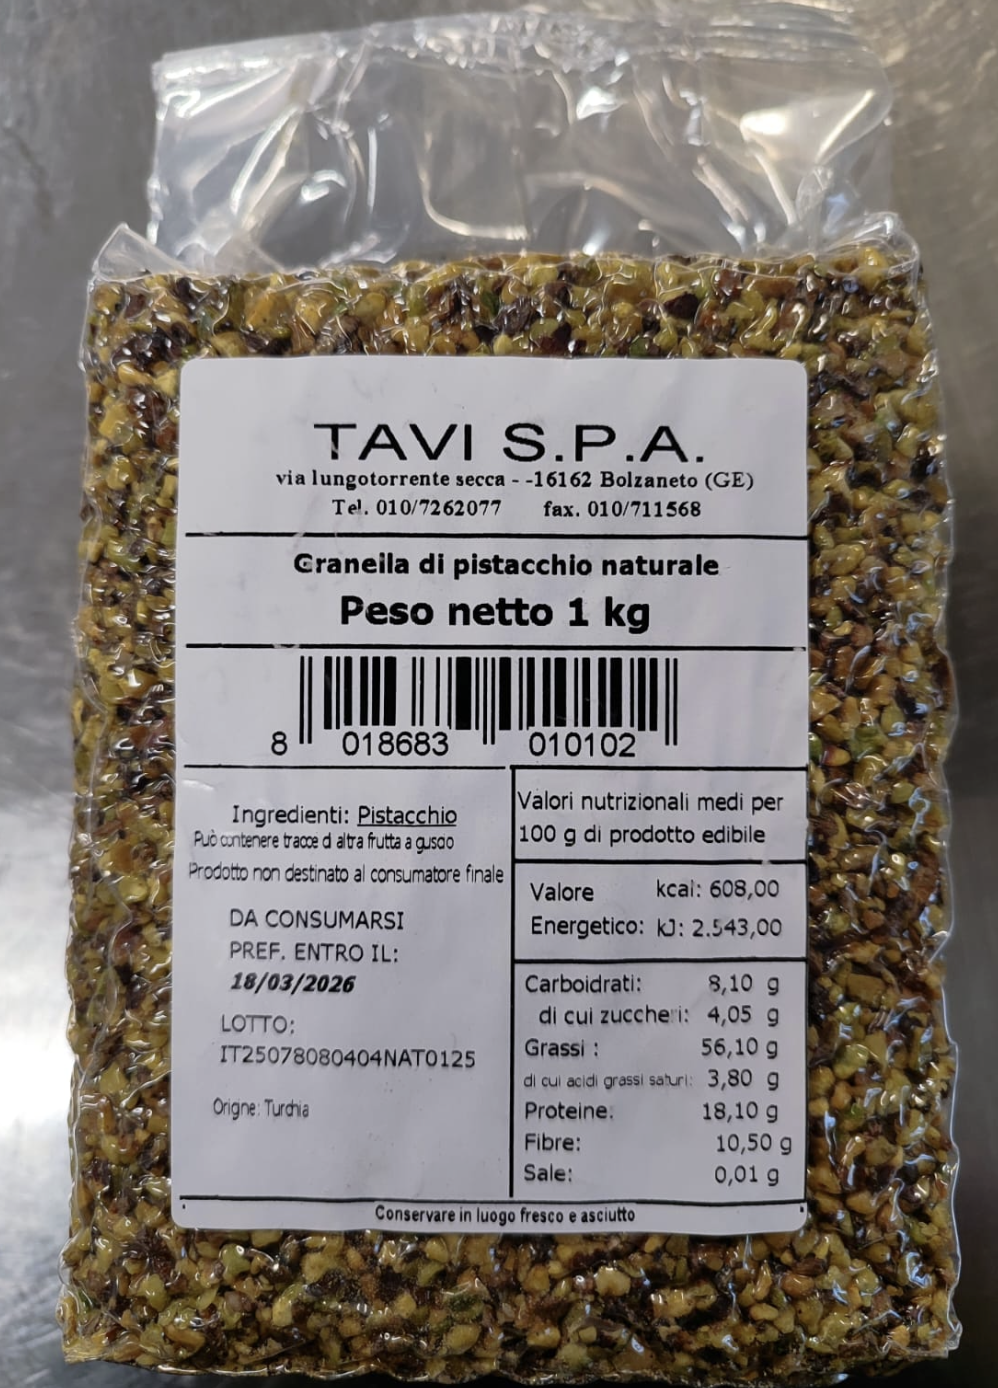 TAVI S.P.A.
via lungotorrente secca - -16162 Bolzaneto (GE)
Tel. 010/7262077 fax. 010/711568
Granella di pistacchio naturale
Peso netto 1 kg
8 018683 010102
Ingredienti: Pistacchio
Può contenere tracce di altra frutta a guscio
Prodotto non destinato al consumatore finale
DA CONSUMARSI
PREF. ENTRO IL:
18/03/2026
LOTTO:
IT25078080404NAT0125
Origine: Turchia
Valori nutrizionali medi per
100 g di prodotto edibile
Valore kcal: 608,00
Energetico: kJ: 2.543,00
Carboidrati: 8,10 g
di cui zuccheri: 4,05 g
Grassi : 56,10 g
di cui acidi grassi saturi: 3,80 g
Proteine: 18,10 g
Fibre: 10,50 g
Sale: 0,01 g
Conservare in luogo fresco e asciutto